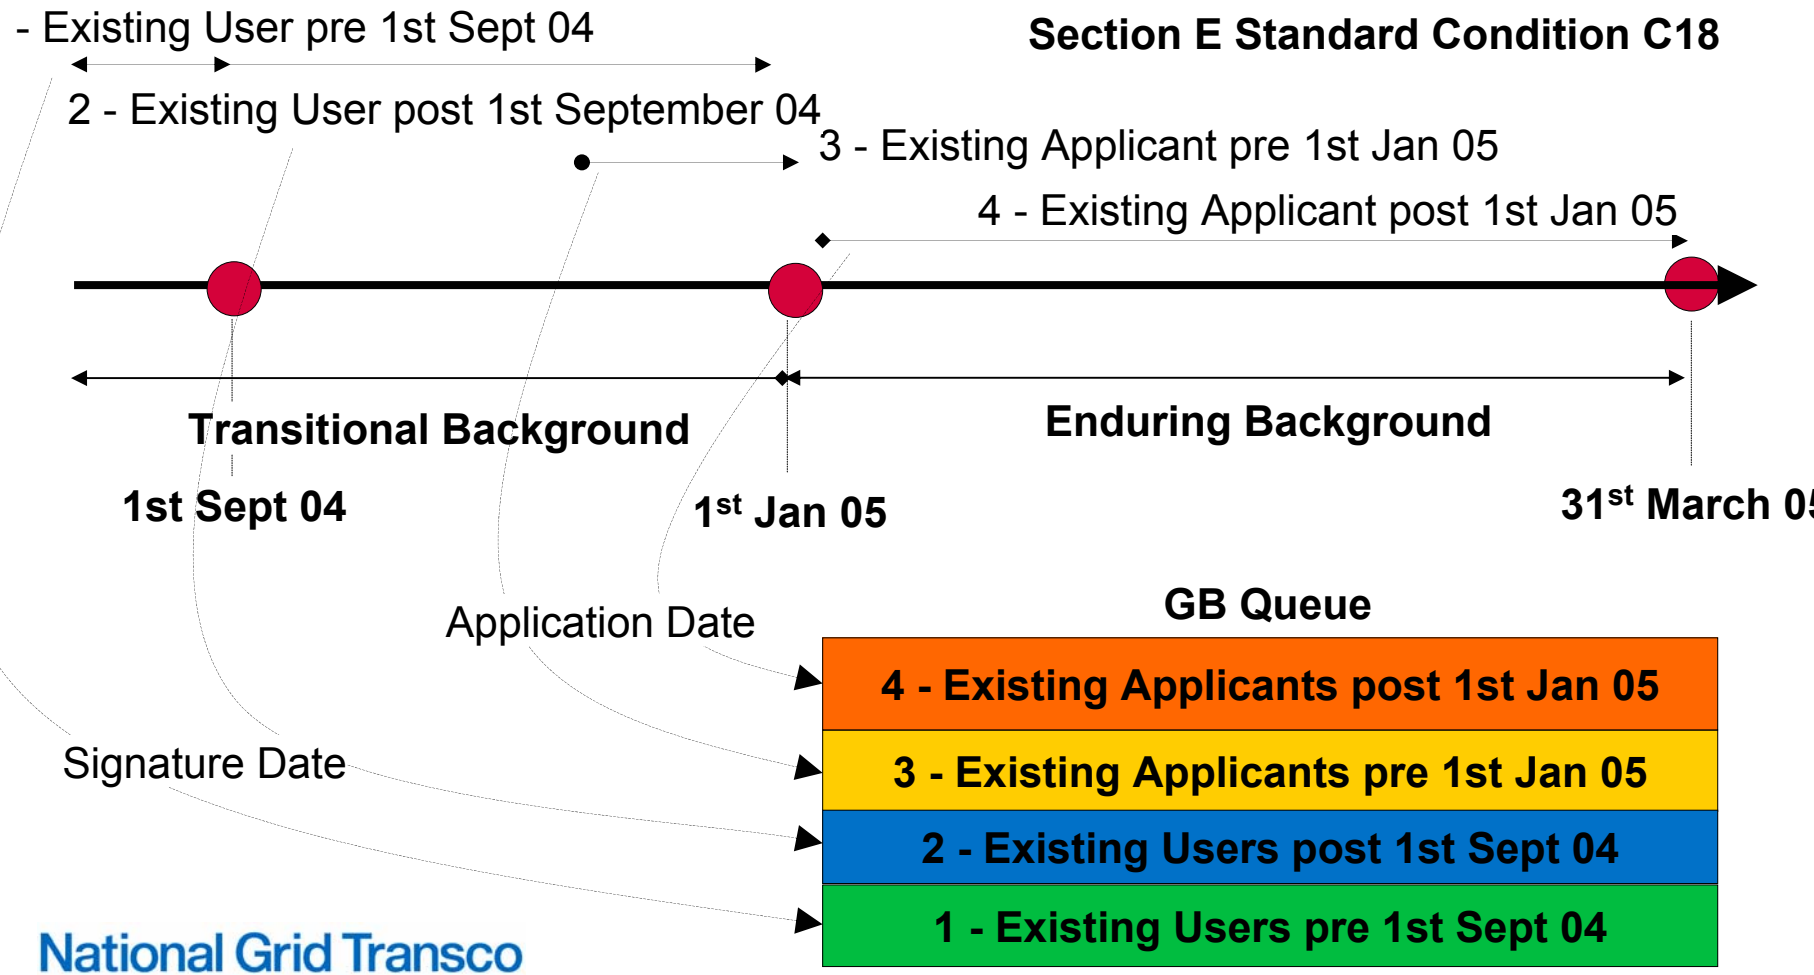 - Existing User pre 1st Sept 04
Section E Standard Condition C18
2 - Existing User post 1st September 04
3 - Existing Applicant pre 1st Jan 05
4 - Existing Applicant post 1st Jan 05
Transitional Background
Enduring Background
1st Sept 04
1st Jan 05
31st March 05
Application Date
GB Queue
4 - Existing Applicants post 1st Jan 05
3 - Existing Applicants pre 1st Jan 05
Signature Date
2 - Existing Users post 1st Sept 04
1 - Existing Users pre 1st Sept 04
National Grid Transco